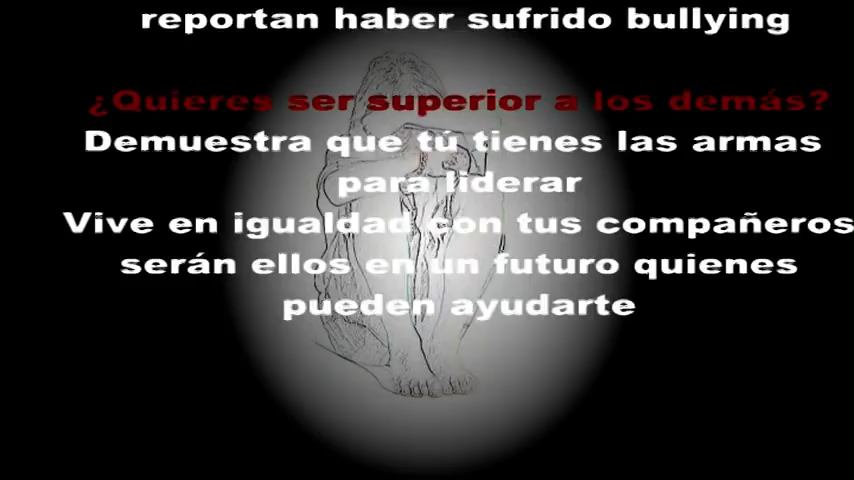 reportan haber sufrido bullying
¿Quieres ser superior a los demás?
Demuestra que tú tienes las armas
para liderar
Vive en igualdad con tus compañeros
serán ellos en un futuro quienes
pueden ayudarte